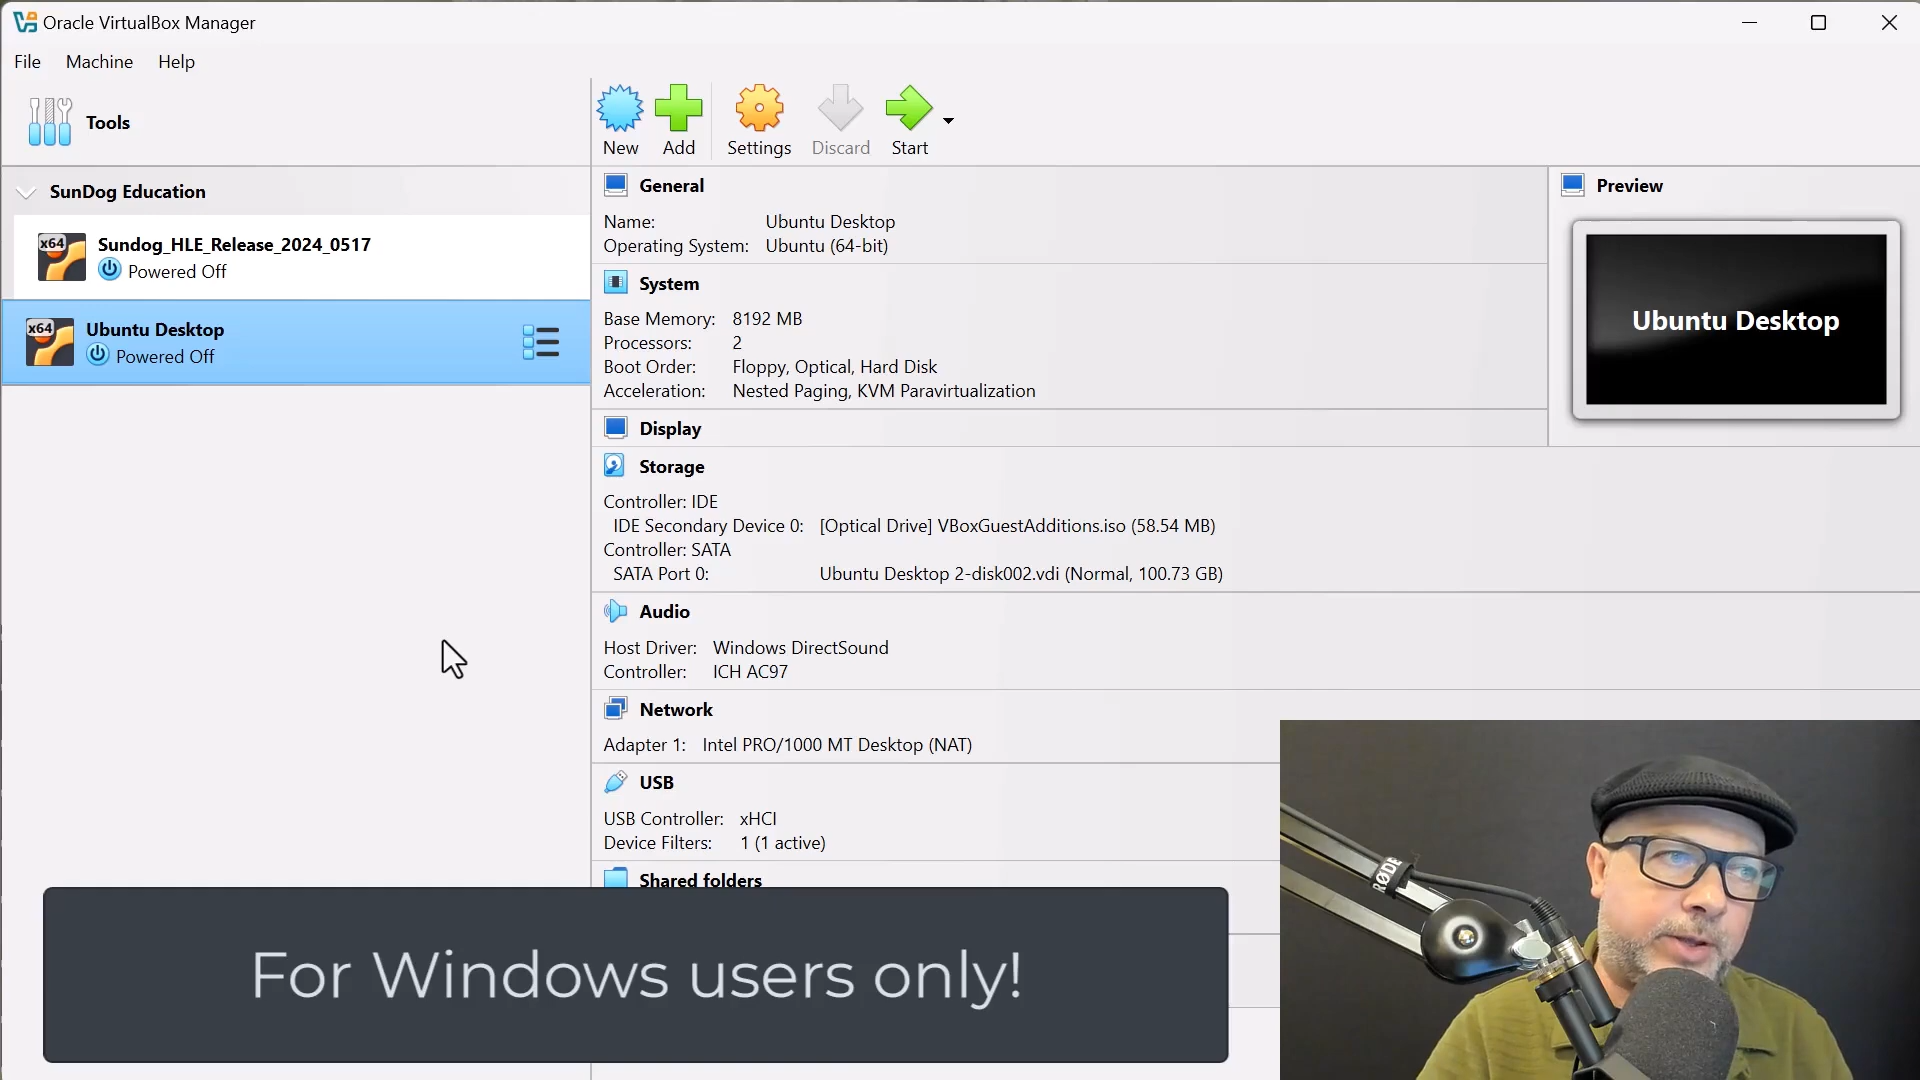 Oracle VirtualBox Manager
File Machine Help
Tools
New Add Settings Discard Start
SunDog Education
x64
Sundog_HLE_Release_2024_0517
Powered Off
x64
Ubuntu Desktop
Powered Off
General
Name: Ubuntu Desktop
Operating System: Ubuntu (64-bit)
System
Base Memory: 8192 MB
Processors: 2
Boot Order: Floppy, Optical, Hard Disk
Acceleration: Nested Paging, KVM Paravirtualization
Display
Storage
Controller: IDE
IDE Secondary Device 0: [Optical Drive] VBoxGuestAdditions.iso (58.54 MB)
Controller: SATA
SATA Port 0: Ubuntu Desktop 2-disk002.vdi (Normal, 100.73 GB)
Audio
Host Driver: Windows DirectSound
Controller: ICH AC97
Network
Adapter 1: Intel PRO/1000 MT Desktop (NAT)
USB
USB Controller: xHCI
Device Filters: 1 (1 active)
Shared folders
Preview
Ubuntu Desktop
RØDE
For Windows users only!